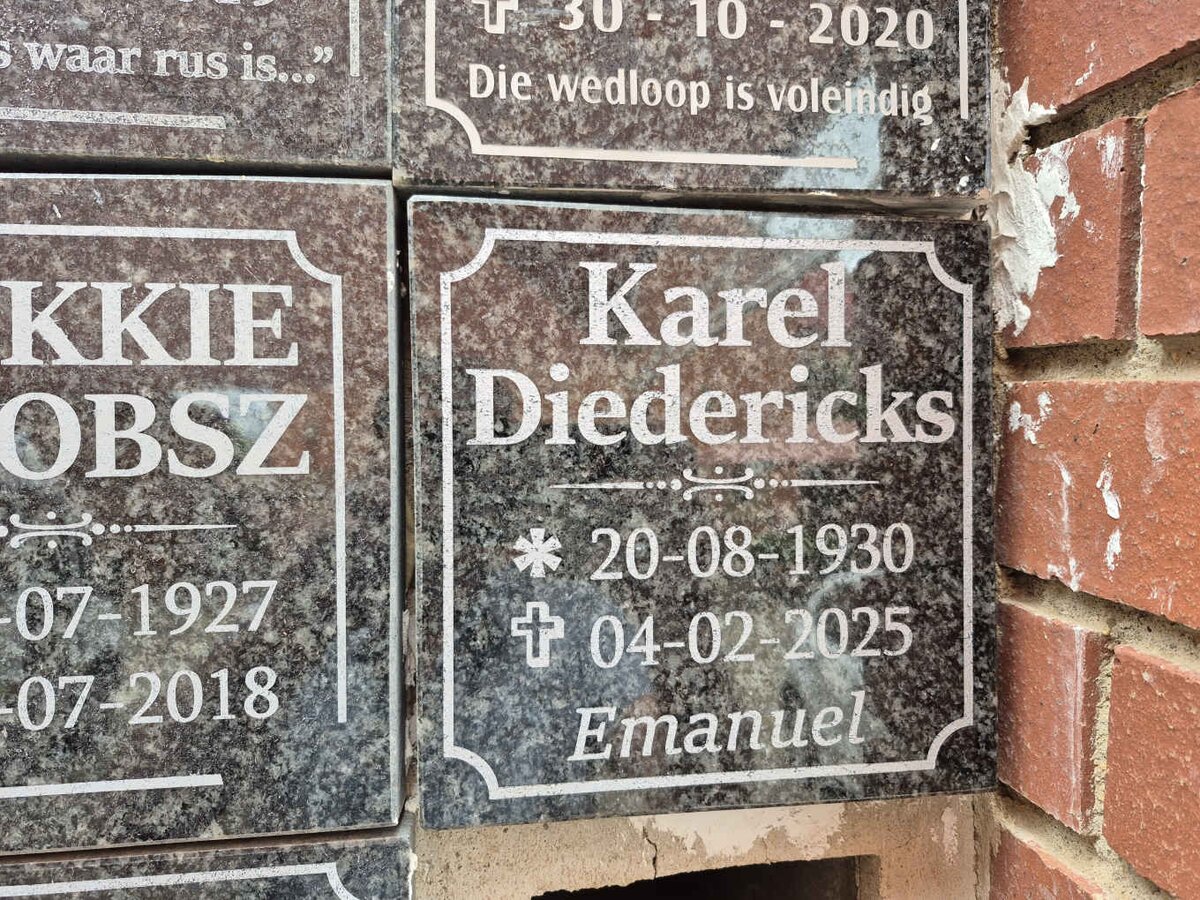 s waar rus is..."
30 - 10 - 2020
Die wedloop is voleindig
KKIE
OBSZ
-07-1927
-07-2018
Karel
Diedericks
20-08-1930
04-02-2025
Emanuel